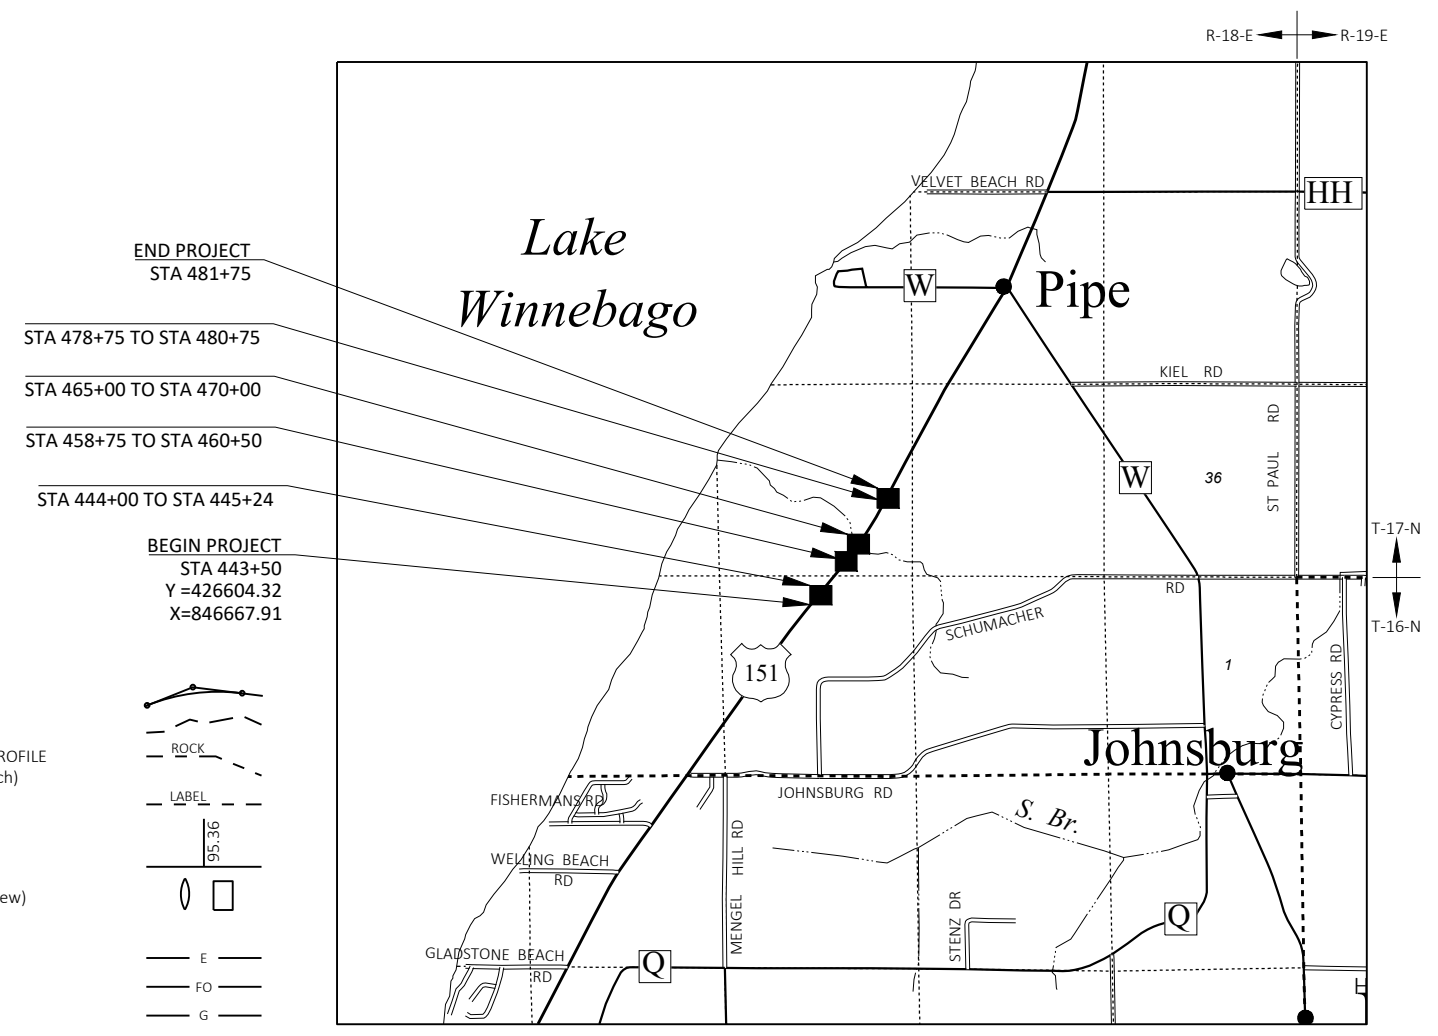 R-18-E
R-19-E
VELVET BEACH RD
HH
Lake
Winnebago
END PROJECT
STA 481+75
W
Pipe
STA 478+75 TO STA 480+75
STA 465+00 TO STA 470+00
KIEL RD
ST PAUL RD
STA 458+75 TO STA 460+50
W
36
STA 444+00 TO STA 445+24
T-17-N
BEGIN PROJECT
STA 443+50
Y =426604.32
X=846667.91
RD
SCHUMACHER
T-16-N
151
1
CYPRESS RD
Johnsburg
ROCK
ROFILE
ch)
LABEL
FISHERMANS RD
JOHNSBURG RD
S. Br.
95.36
MENGEL HILL RD
WELLING BEACH
RD
ew)
STENZ DR
Q
GLADSTONE BEACH
RD
Q
E
FO
G